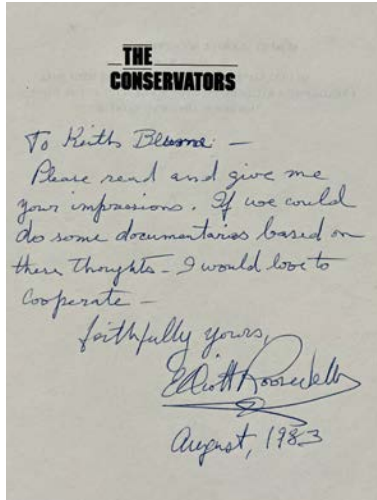 THE
CONSERVATORS
To Keith Blume —
Please read and give me
your impressions. If we could
do some documentaries based on
these thoughts - I would love to
cooperate —
faithfully yours,
Elliott Roosevelt
August, 1983